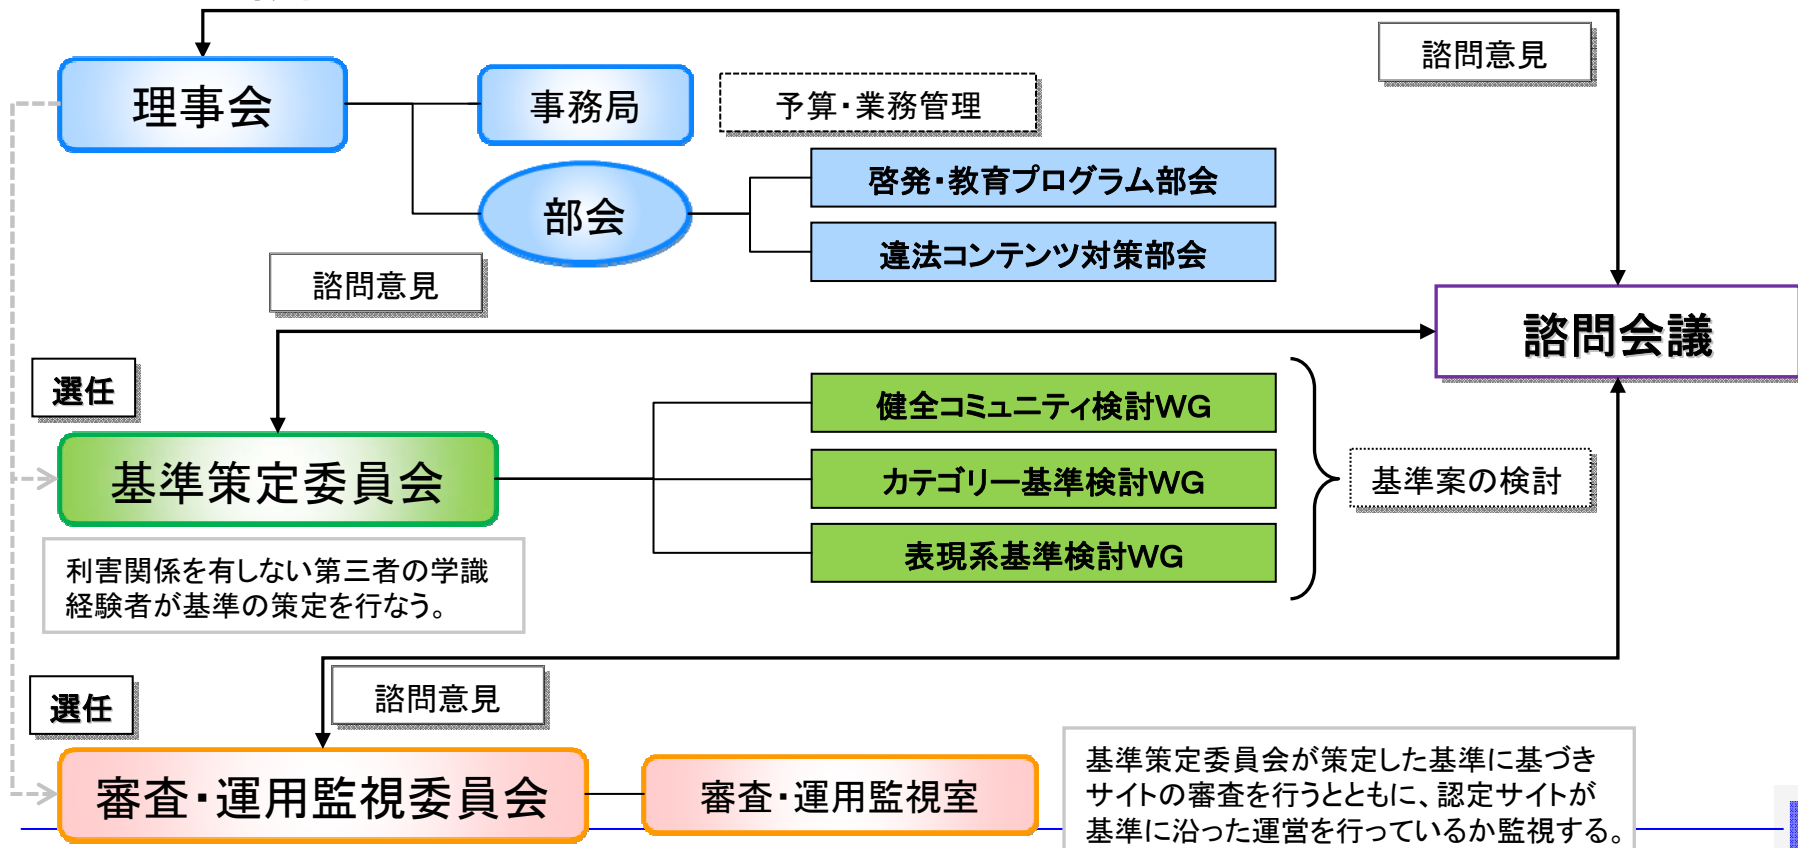 諮問意見
理事会
事務局
予算・業務管理
啓発・教育プログラム部会
部会
違法コンテンツ対策部会
諮問意見
諮問会議
選任
健全コミュニティ検討WG
基準策定委員会
カテゴリー基準検討WG
基準案の検討
表現系基準検討WG
利害関係を有しない第三者の学識
経験者が基準の策定を行なう。
選任
諮問意見
審査・運用監視委員会
審査・運用監視室
基準策定委員会が策定した基準に基づき
サイトの審査を行うとともに、認定サイトが
基準に沿った運営を行っているか監視する。